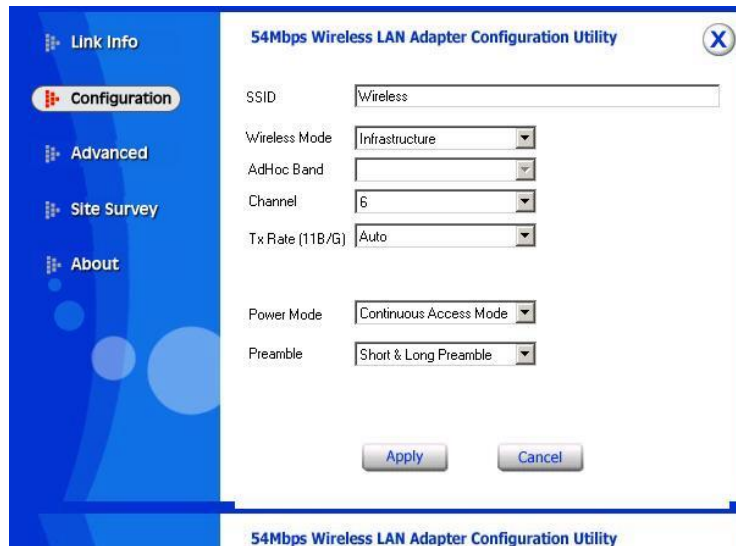 Link Info
Configuration
Advanced
Site Survey
About
54Mbps Wireless LAN Adapter Configuration Utility
X
SSID Wireless
Wireless Mode Infrastructure
AdHoc Band
Channel 6
Tx Rate (11B/G) Auto
Power Mode Continuous Access Mode
Preamble Short & Long Preamble
Apply Cancel
54Mbps Wireless LAN Adapter Configuration Utility